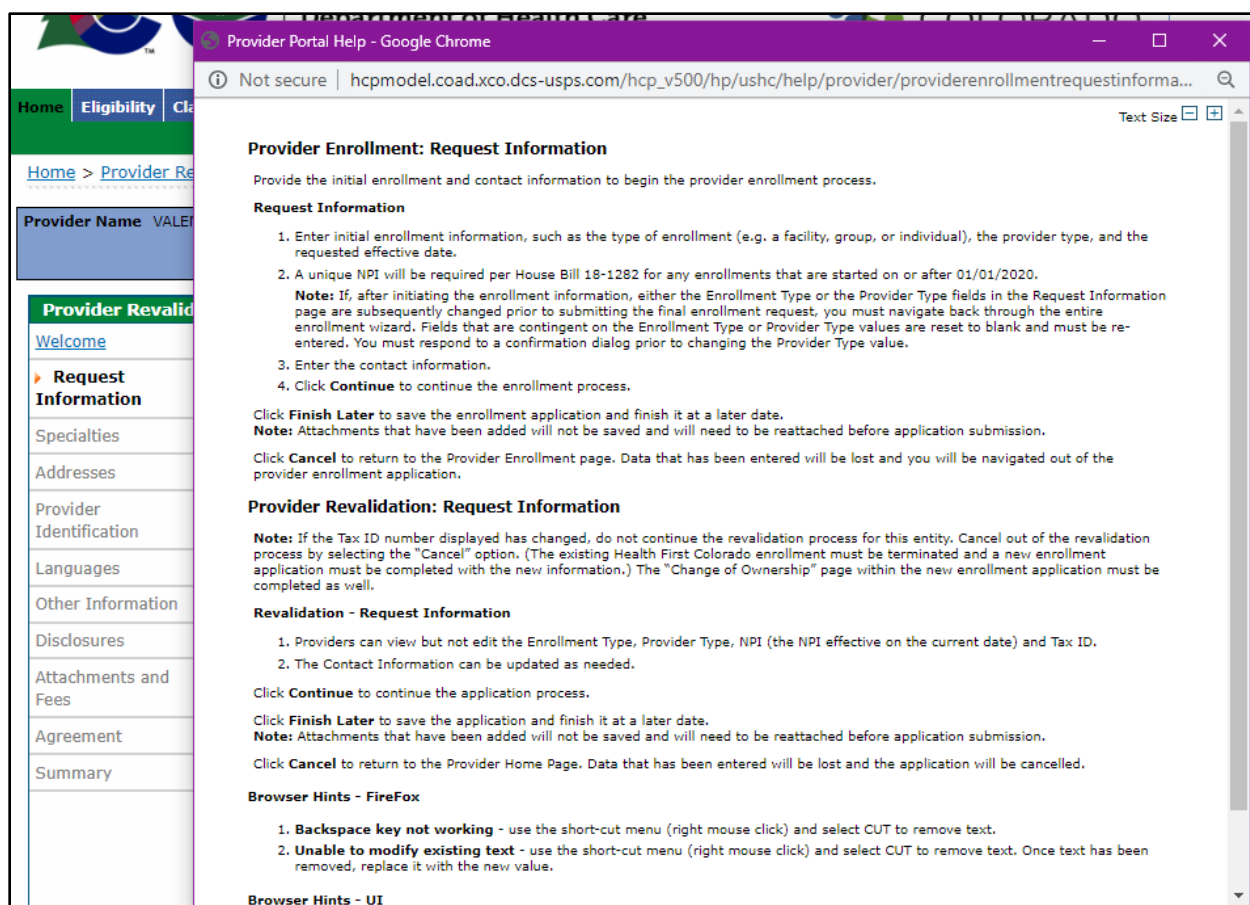 Department of Health Care
COLORADO
TM
Provider Portal Help - Google Chrome
Not secure | hcpmodel.coad.xco.dcs-usps.com/hcp_v500/hp/ushc/help/provider/providerenrollmentrequestinforma...
Home Eligibility Cla
Text Size
Home > Provider Re
Provider Name VALE
Provider Revalid
Welcome
Request
Information
Specialties
Addresses
Provider
Identification
Languages
Other Information
Disclosures
Attachments and
Fees
Agreement
Summary
Provider Enrollment: Request Information
Provide the initial enrollment and contact information to begin the provider enrollment process.
Request Information
1. Enter initial enrollment information, such as the type of enrollment (e.g. a facility, group, or individual), the provider type, and the
requested effective date.
2. A unique NPI will be required per House Bill 18-1282 for any enrollments that are started on or after 01/01/2020.
Note: If, after initiating the enrollment information, either the Enrollment Type or the Provider Type fields in the Request Information
page are subsequently changed prior to submitting the final enrollment request, you must navigate back through the entire
enrollment wizard. Fields that are contingent on the Enrollment Type or Provider Type values are reset to blank and must be re-
entered. You must respond to a confirmation dialog prior to changing the Provider Type value.
3. Enter the contact information.
4. Click Continue to continue the enrollment process.
Click Finish Later to save the enrollment application and finish it at a later date.
Note: Attachments that have been added will not be saved and will need to be reattached before application submission.
Click Cancel to return to the Provider Enrollment page. Data that has been entered will be lost and you will be navigated out of the
provider enrollment application.
Provider Revalidation: Request Information
Note: If the Tax ID number displayed has changed, do not continue the revalidation process for this entity. Cancel out of the revalidation
process by selecting the "Cancel" option. (The existing Health First Colorado enrollment must be terminated and a new enrollment
application must be completed with the new information.) The "Change of Ownership" page within the new enrollment application must be
completed as well.
Revalidation - Request Information
1. Providers can view but not edit the Enrollment Type, Provider Type, NPI (the NPI effective on the current date) and Tax ID.
2. The Contact Information can be updated as needed.
Click Continue to continue the application process.
Click Finish Later to save the application and finish it at a later date.
Note: Attachments that have been added will not be saved and will need to be reattached before application submission.
Click Cancel to return to the Provider Home Page. Data that has been entered will be lost and the application will be cancelled.
Browser Hints - FireFox
1. Backspace key not working - use the short-cut menu (right mouse click) and select CUT to remove text.
2. Unable to modify existing text - use the short-cut menu (right mouse click) and select CUT to remove text. Once text has been
removed, replace it with the new value.
Browser Hints - UI